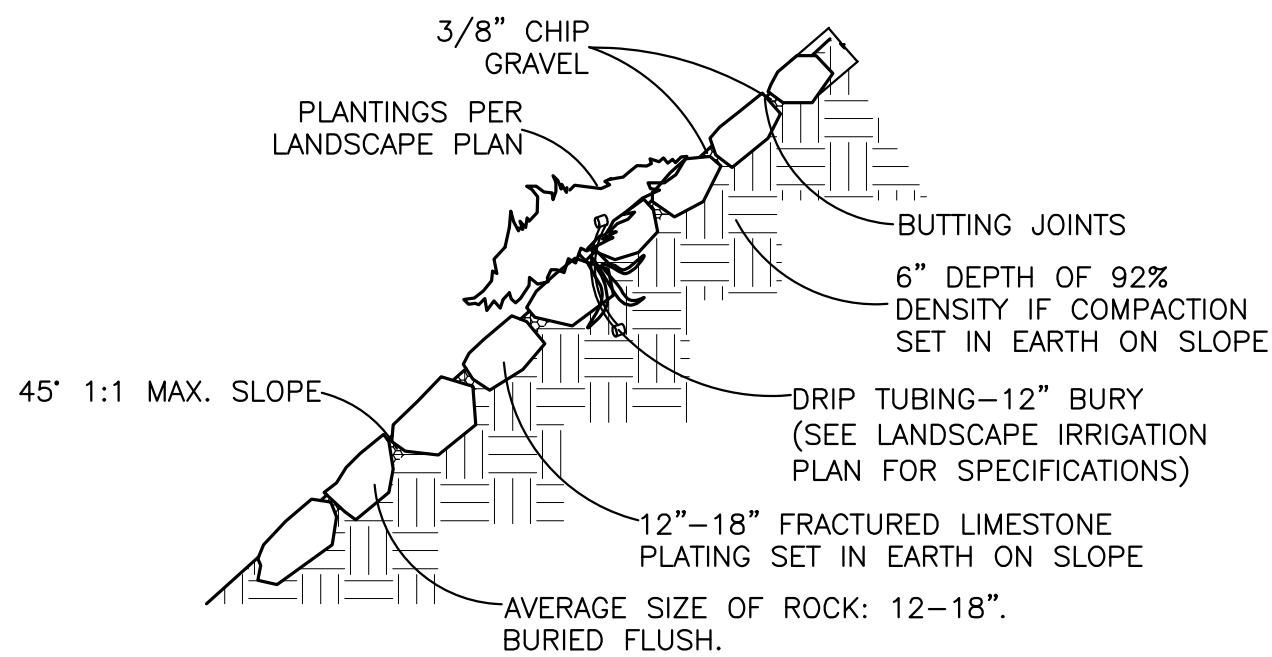 3/8” CHIP
GRAVEL
PLANTINGS PER
LANDSCAPE PLAN
BUTTING JOINTS
6” DEPTH OF 92%
DENSITY IF COMPACTION
SET IN EARTH ON SLOPE
45° 1:1 MAX. SLOPE
DRIP TUBING–12” BURY
(SEE LANDSCAPE IRRIGATION
PLAN FOR SPECIFICATIONS)
12”–18” FRACTURED LIMESTONE
PLATING SET IN EARTH ON SLOPE
AVERAGE SIZE OF ROCK: 12–18”.
BURIED FLUSH.